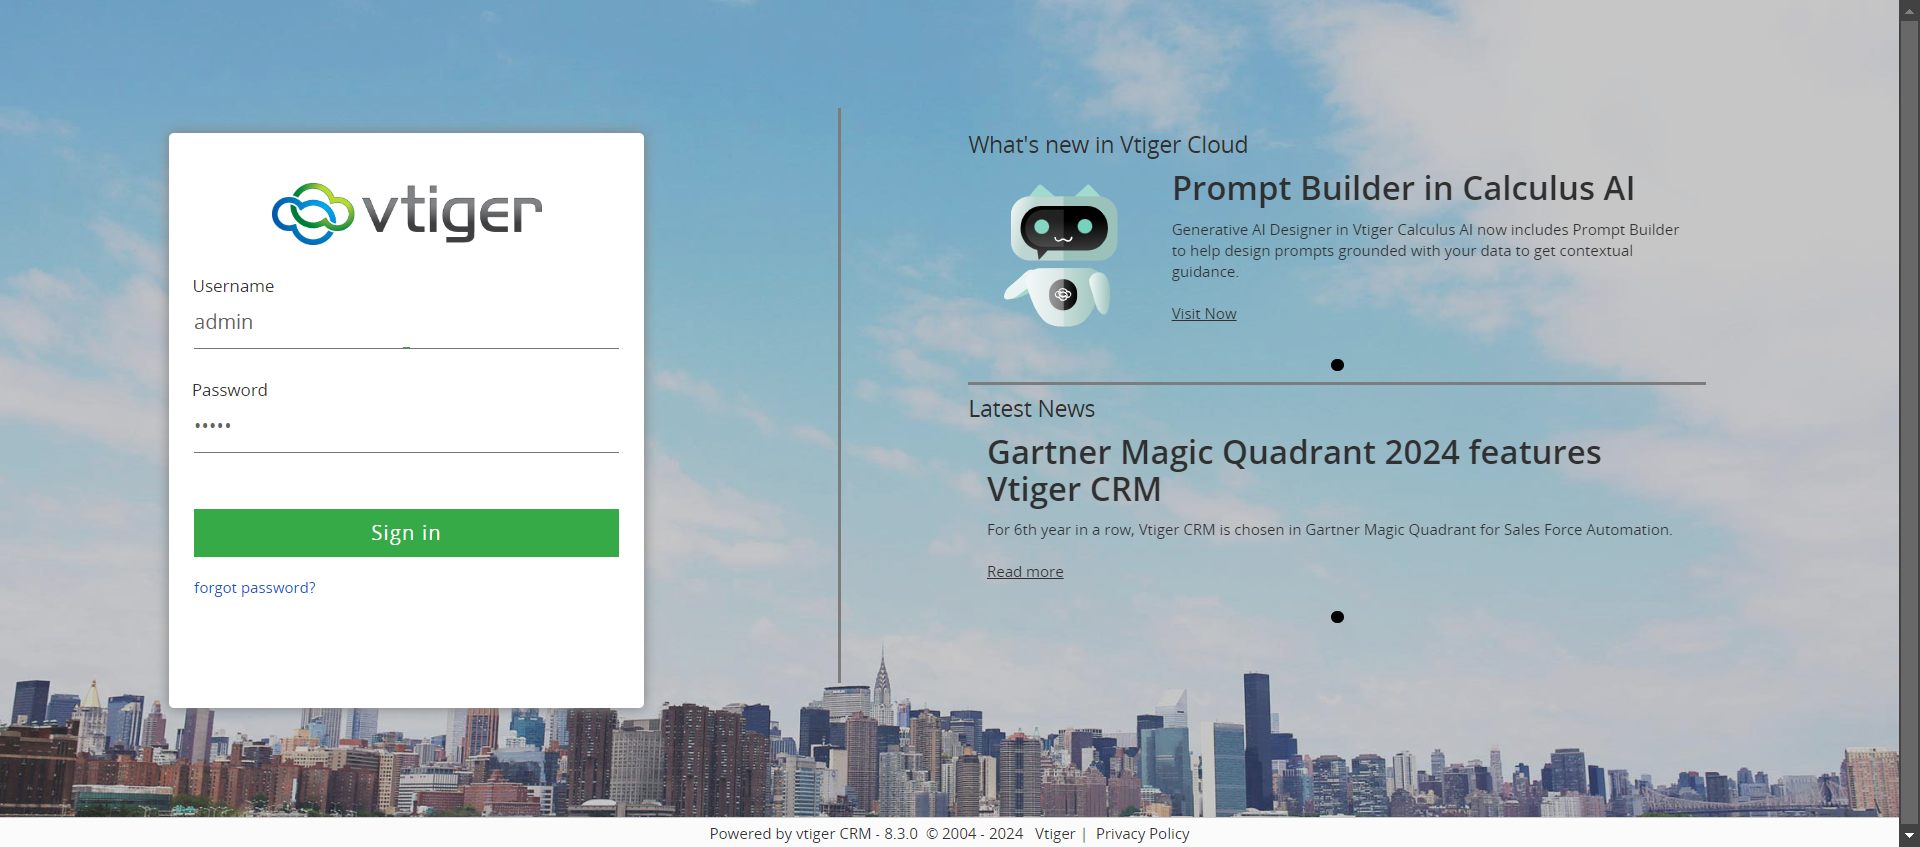 vtiger
Username
admin
Password
•••••
Sign in
forgot password?
What's new in Vtiger Cloud
Prompt Builder in Calculus AI
Generative AI Designer in Vtiger Calculus AI now includes Prompt Builder
to help design prompts grounded with your data to get contextual
guidance.
Visit Now
Latest News
Gartner Magic Quadrant 2024 features
Vtiger CRM
For 6th year in a row, Vtiger CRM is chosen in Gartner Magic Quadrant for Sales Force Automation.
Read more
Powered by vtiger CRM - 8.3.0 © 2004 - 2024 Vtiger | Privacy Policy